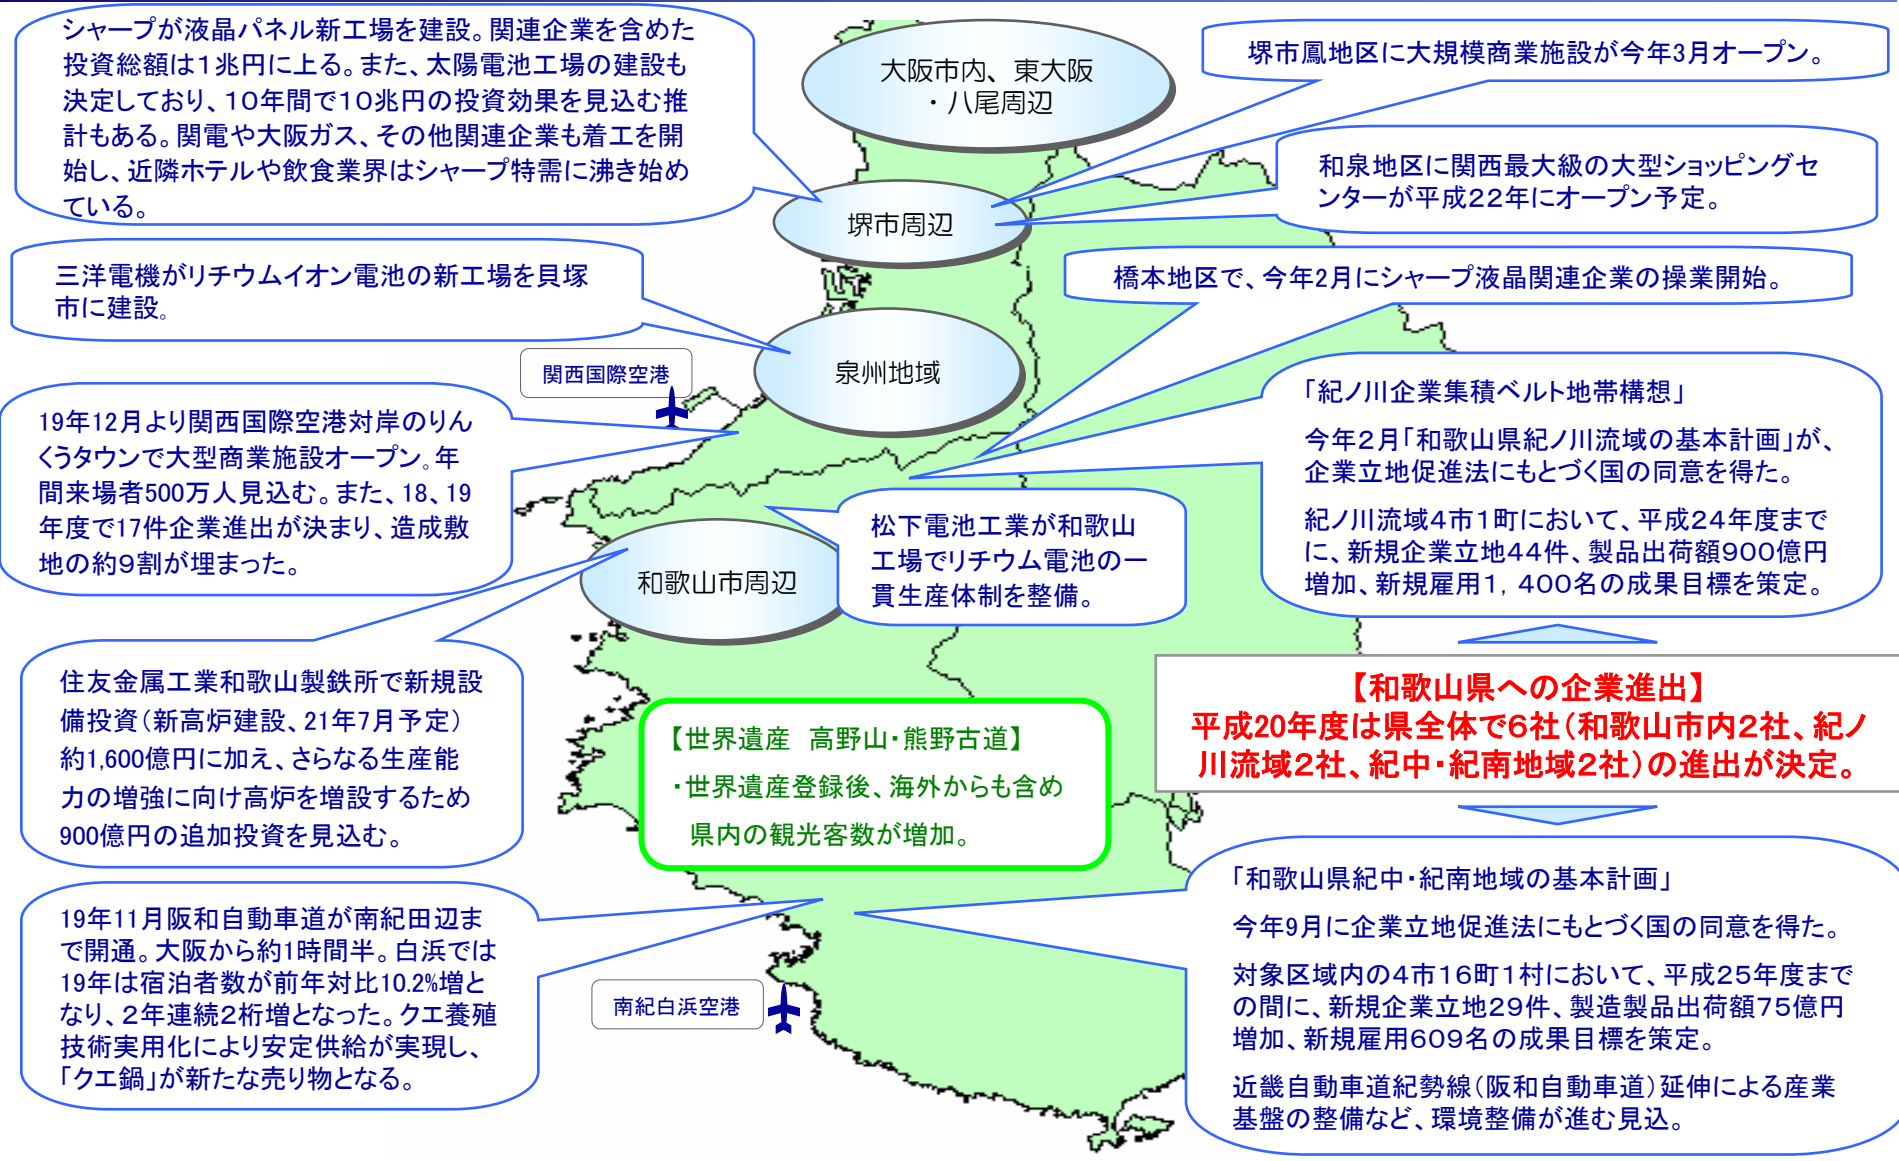 シャープが液晶パネル新工場を建設。関連企業を含めた
投資総額は1兆円に上る。また、太陽電池工場の建設も
決定しており、10年間で10兆円の投資効果を見込む推
計もある。関電や大阪ガス、その他関連企業も着工を開
始し、近隣ホテルや飲食業界はシャープ特需に沸き始め
ている。
大阪市内、東大阪
・八尾周辺
堺市鳳地区に大規模商業施設が今年3月オープン。
和泉地区に関西最大級の大型ショッピングセ
ンターが平成22年にオープン予定。
堺市周辺
三洋電機がリチウムイオン電池の新工場を貝塚
市に建設。
橋本地区で、今年2月にシャープ液晶関連企業の操業開始。
関西国際空港
泉州地域
19年12月より関西国際空港対岸のりん
くうタウンで大型商業施設オープン。年
間来場者500万人見込む。また、18、19
年度で17件企業進出が決まり、造成敷
地の約9割が埋まった。
「紀ノ川企業集積ベルト地帯構想」
今年2月「和歌山県紀ノ川流域の基本計画」が、
企業立地促進法にもとづく国の同意を得た。
紀ノ川流域4市1町において、平成24年度まで
に、新規企業立地44件、製品出荷額900億円
増加、新規雇用1,400名の成果目標を策定。
松下電池工業が和歌山
工場でリチウム電池の一
貫生産体制を整備。
和歌山市周辺
住友金属工業和歌山製鉄所で新規設
備投資(新高炉建設、21年7月予定)
約1,600億円に加え、さらなる生産能
力の増強に向け高炉を増設するため
900億円の追加投資を見込む。
【世界遺産 高野山・熊野古道】
・世界遺産登録後、海外からも含め
県内の観光客数が増加。
【和歌山県への企業進出】
平成20年度は県全体で6社(和歌山市内2社、紀ノ
川流域2社、紀中・紀南地域2社)の進出が決定。
19年11月阪和自動車道が南紀田辺ま
で開通。大阪から約1時間半。白浜では
19年は宿泊者数が前年対比10.2%増と
なり、2年連続2桁増となった。クエ養殖
技術実用化により安定供給が実現し、
「クエ鍋」が新たな売り物となる。
南紀白浜空港
「和歌山県紀中・紀南地域の基本計画」
今年9月に企業立地促進法にもとづく国の同意を得た。
対象区域内の4市16町1村において、平成25年度まで
の間に、新規企業立地29件、製造製品出荷額75億円
増加、新規雇用609名の成果目標を策定。
近畿自動車道紀勢線(阪和自動車道)延伸による産業
基盤の整備など、環境整備が進む見込。